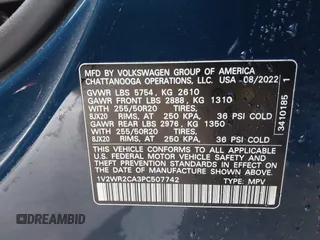 MFD BY VOLKSWAGEN GROUP OF AMERICA
CHATTANOOGA OPERATIONS, LLC. USA - 08/2022
GVWR LBS 5754, KG 2610
GAWR FRONT LBS 2888, KG 1310
255/50R20 TIRES,
8JX20 RIMS, AT 250 KPA, 36 PSI COLD
GAWR REAR LBS 2976, KG 1350
255/50R20 TIRES,
8JX20 RIMS, AT 250 KPA, 36 PSI COLD
THIS VEHICLE CONFORMS TO ALL APPLICABLE
FEDERAL MOTOR VEHICLE SAFETY, AND THEFT
PREVENTION STANDARDS IN EFFECT ON THE
DATE OF MANUFACTURE SHOWN ABOVE.
1V2WR2CA3PC507742 TYPE: MPV
3410185 1